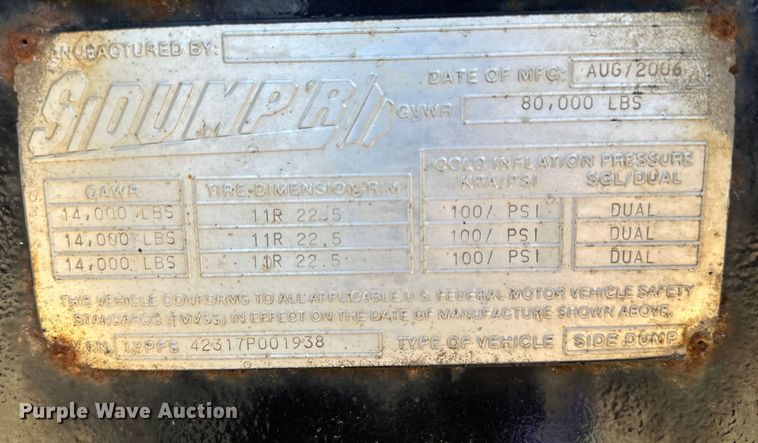 MANUFACTURED BY:
SIDUMP'R
DATE OF MFG: AUG/2006
GVWR 80,000 LBS
COLD INFLATION PRESSURE
GAWR TIRE-DIMENSION/RIM KPA/PSI SGL/DUAL
14,000 LBS 11R 22.5 100/ PSI DUAL
14,000 LBS 11R 22.5 100/ PSI DUAL
14,000 LBS 11R 22.5 100/ PSI DUAL
THIS VEHICLE CONFORMS TO ALL APPLICABLE U.S. FEDERAL MOTOR VEHICLE SAFETY
STANDARDS (FMVSS) IN EFFECT ON THE DATE OF MANUFACTURE SHOWN ABOVE.
V.I.N. 42317P001938 TYPE OF VEHICLE SIDE DUMP
Purple Wave Auction